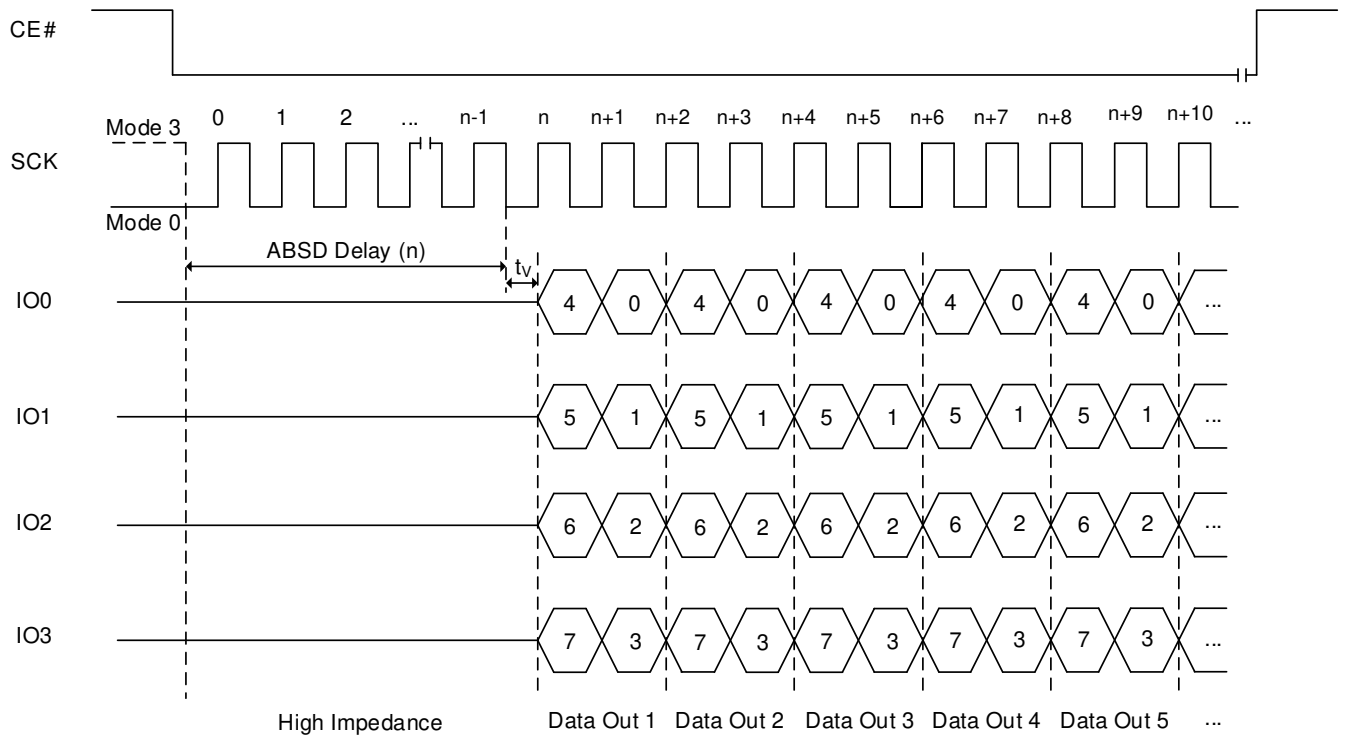 CE#
Mode 3 0 1 2 ... n-1 n n+1 n+2 n+3 n+4 n+5 n+6 n+7 n+8 n+9 n+10 ...
SCK
Mode 0
ABSD Delay (n)
tV
IO0 4 0 4 0 4 0 4 0 4 0 ...
IO1 5 1 5 1 5 1 5 1 5 1 ...
IO2 6 2 6 2 6 2 6 2 6 2 ...
IO3 7 3 7 3 7 3 7 3 7 3 ...
High Impedance Data Out 1 Data Out 2 Data Out 3 Data Out 4 Data Out 5 ...